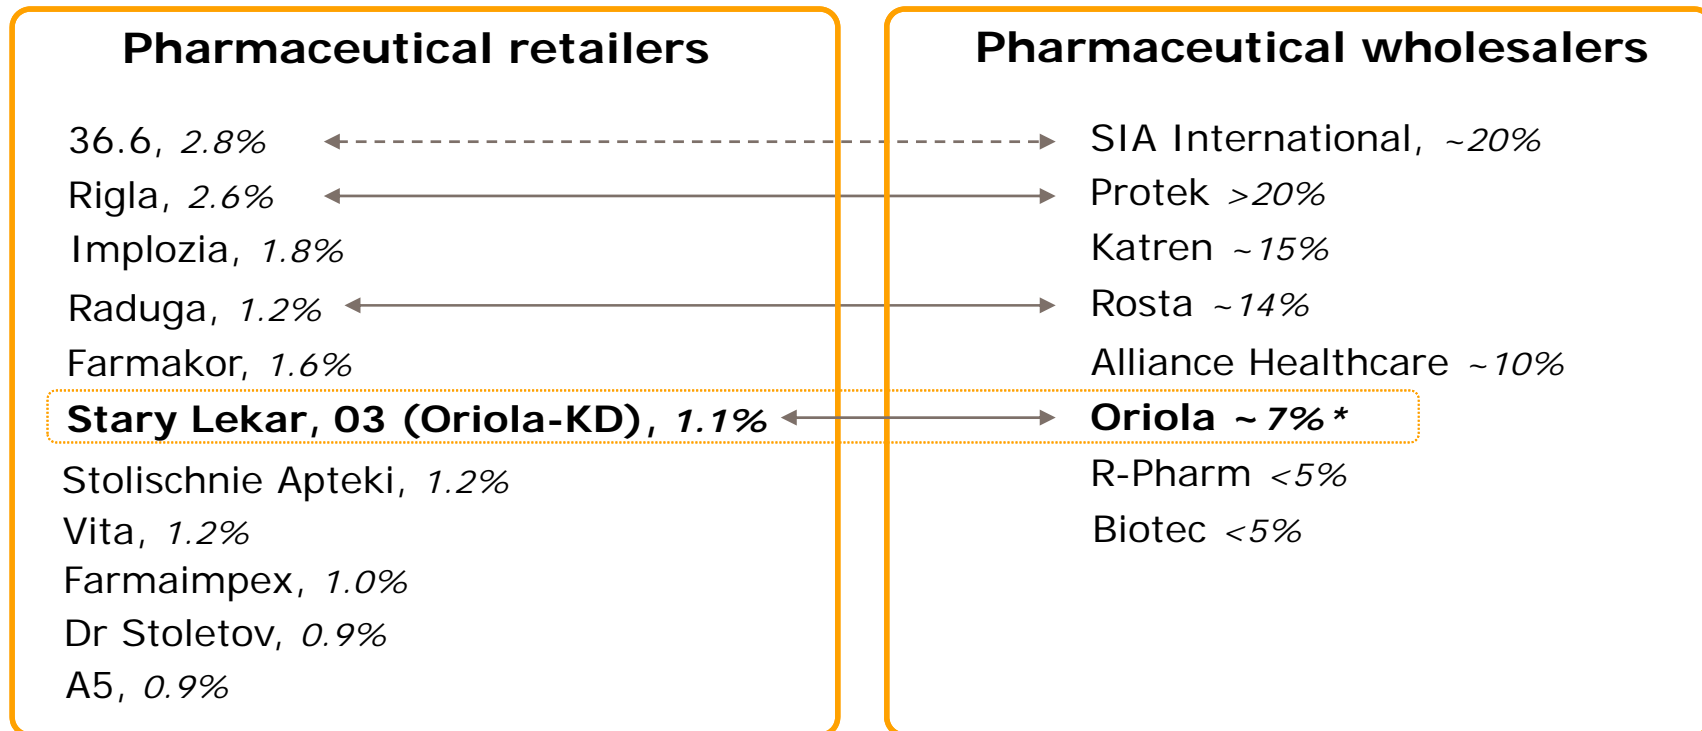 Pharmaceutical retailers
36.6, 2.8%
Rigla, 2.6%
Implozia, 1.8%
Raduga, 1.2%
Farmakor, 1.6%
Stary Lekar, 03 (Oriola-KD), 1.1%
Stolischnie Apteki, 1.2%
Vita, 1.2%
Farmaimpex, 1.0%
Dr Stoletov, 0.9%
A5, 0.9%
Pharmaceutical wholesalers
SIA International, ~20%
Protek >20%
Katren ~15%
Rosta ~14%
Alliance Healthcare ~10%
Oriola ~7%*
R-Pharm <5%
Biotec <5%